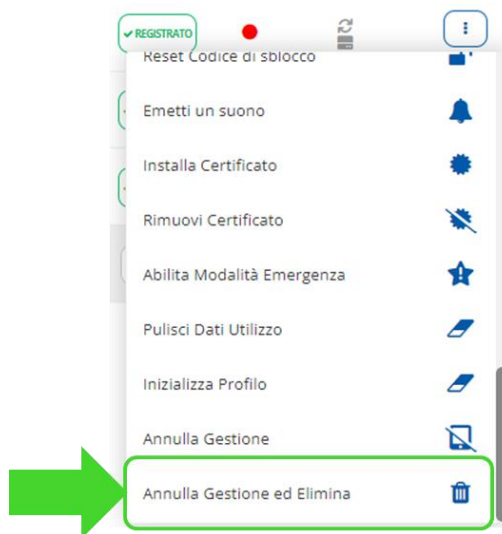 REGISTRATO
Reset Codice di sblocco
Emetti un suono
Installa Certificato
Rimuovi Certificato
Abilita Modalità Emergenza
Pulisci Dati Utilizzo
Inizializza Profilo
Annulla Gestione
Annulla Gestione ed Elimina